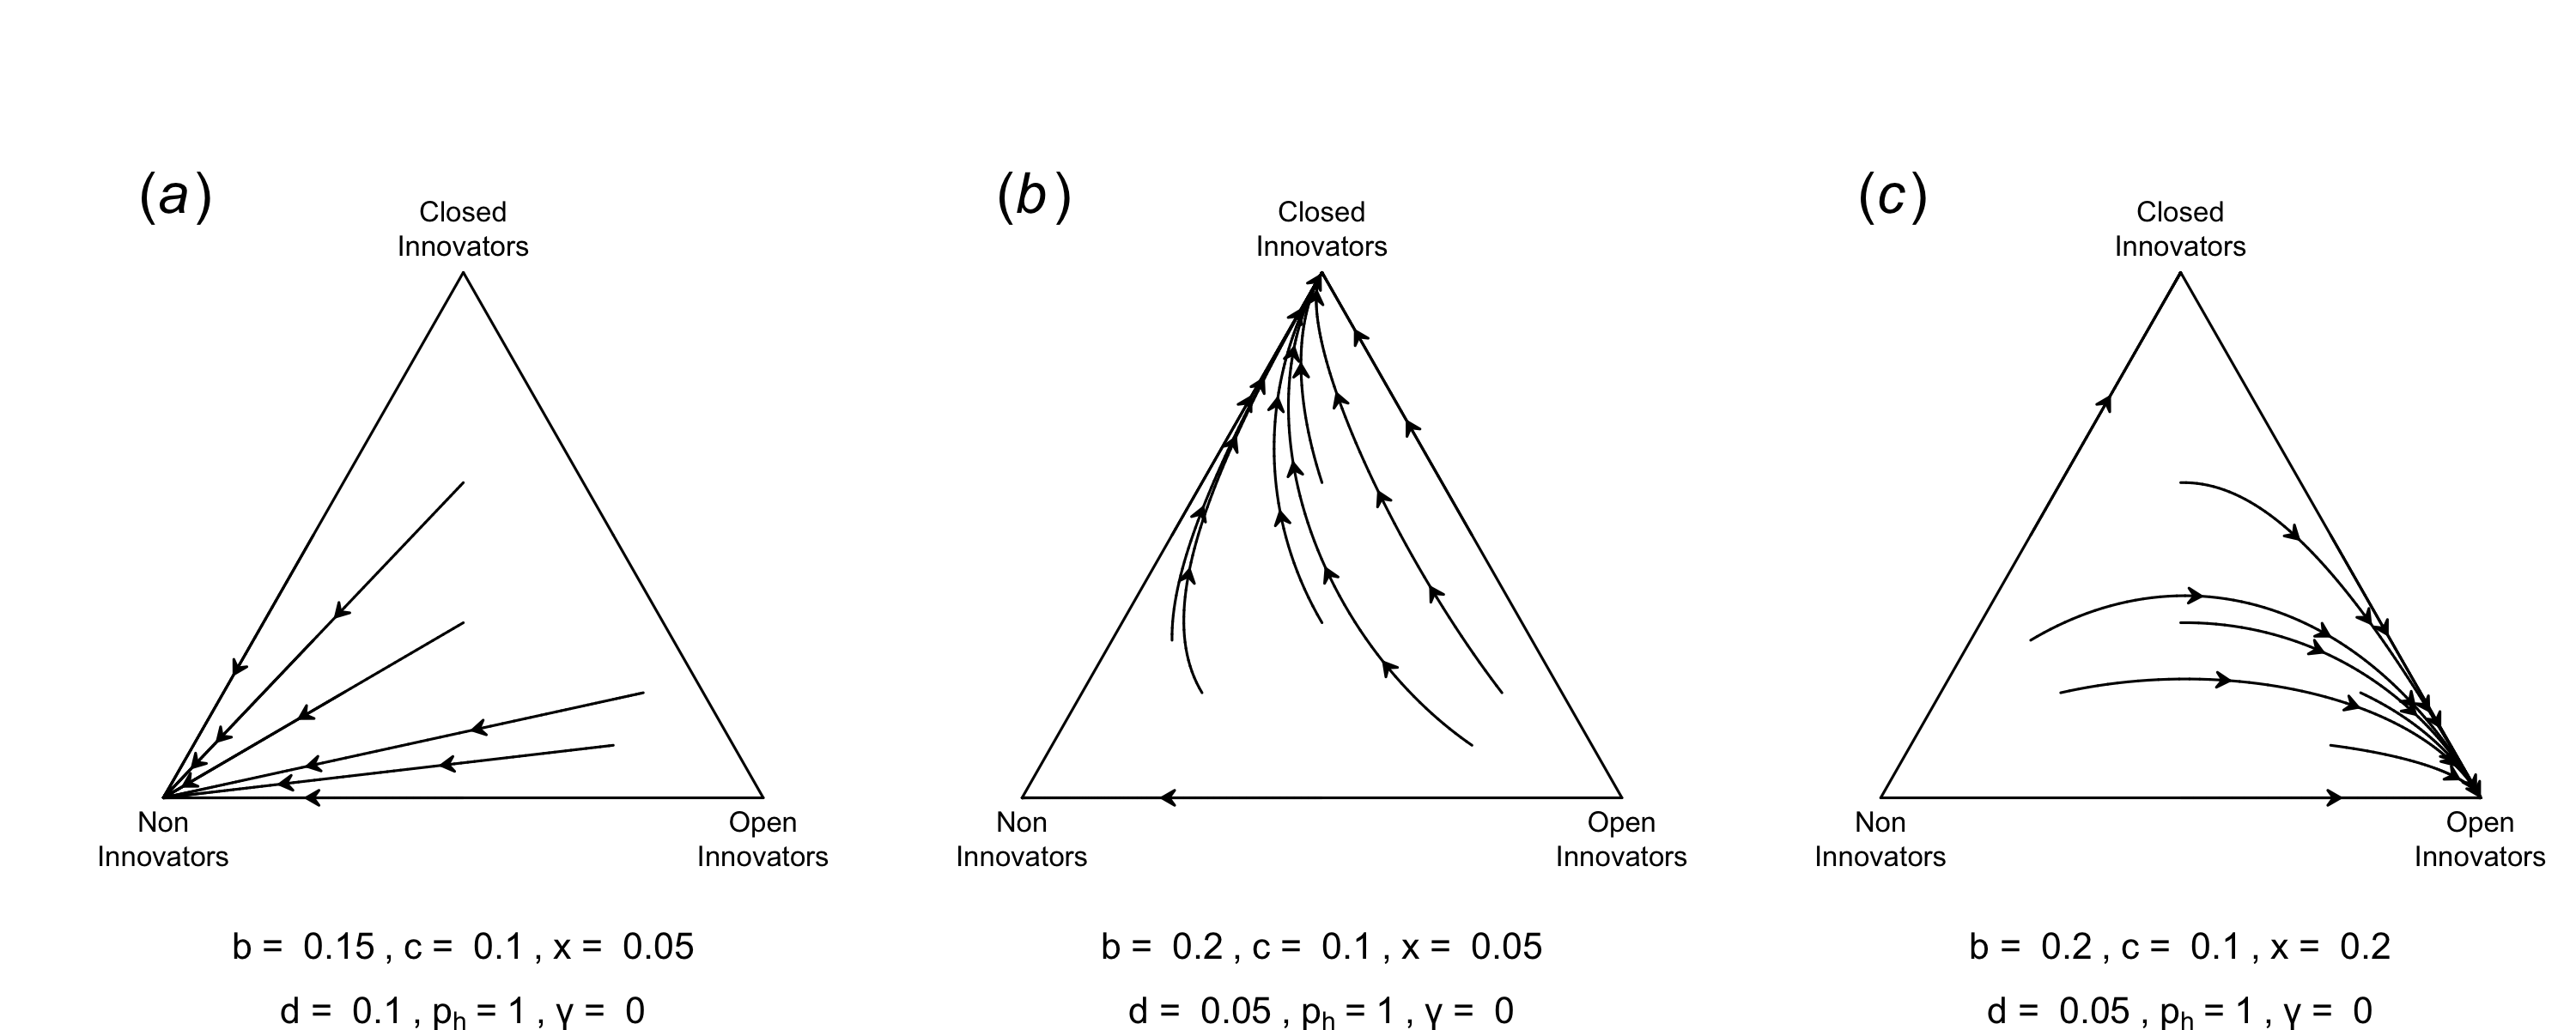 (a)
Closed
Innovators
Non
Innovators
Open
Innovators
b = 0.15 , c = 0.1 , x = 0.05
d = 0.1 , pₕ = 1 , γ = 0
(b)
Closed
Innovators
Non
Innovators
Open
Innovators
b = 0.2 , c = 0.1 , x = 0.05
d = 0.05 , pₕ = 1 , γ = 0
(c)
Closed
Innovators
Non
Innovators
Open
Innovators
b = 0.2 , c = 0.1 , x = 0.2
d = 0.05 , pₕ = 1 , γ = 0